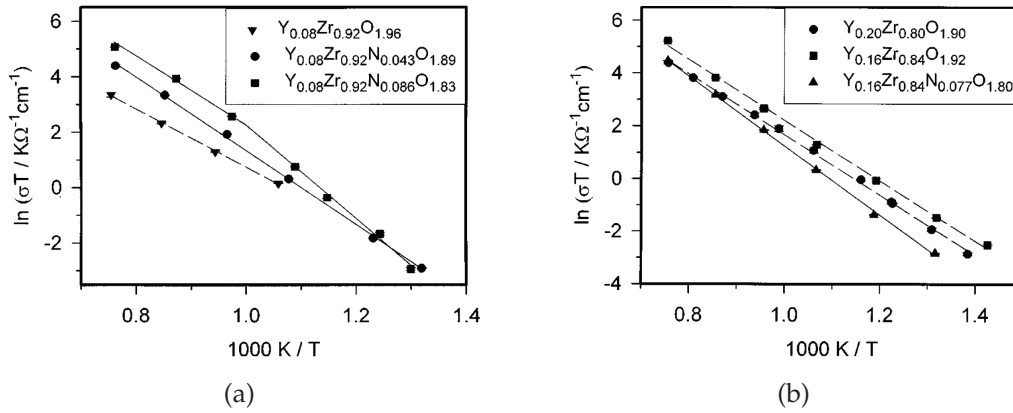 6
4
2
0
-2
ln (σT / KΩ⁻¹cm⁻¹)
Y₀.₀₈Zr₀.₉₂O₁.₉₆
Y₀.₀₈Zr₀.₉₂N₀.₀₄₃O₁.₈₉
Y₀.₀₈Zr₀.₉₂N₀.₀₈₆O₁.₈₃
0.8 1.0 1.2 1.4
1000 K / T
(a)
6
4
2
0
-2
-4
ln (σT / KΩ⁻¹cm⁻¹)
Y₀.₂₀Zr₀.₈₀O₁.₉₀
Y₀.₁₆Zr₀.₈₄O₁.₉₂
Y₀.₁₆Zr₀.₈₄N₀.₀₇₇O₁.₈₀
0.8 1.0 1.2 1.4
1000 K / T
(b)